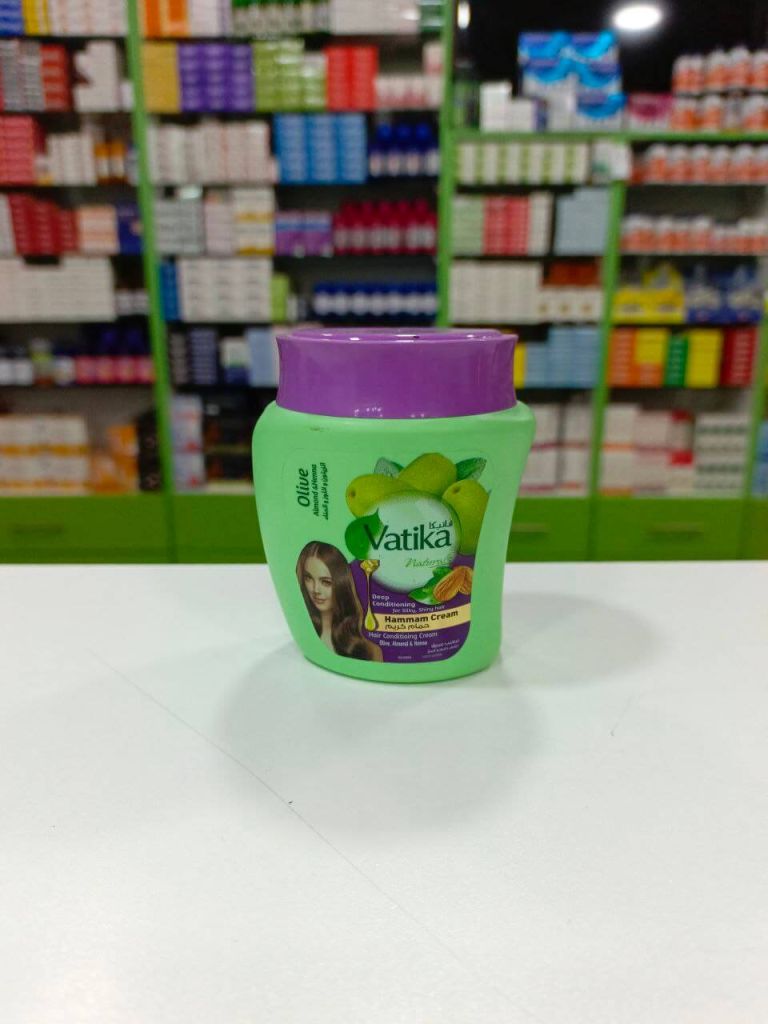 Olive
Almond & Henna
فاتيكا
Vatika
Naturals
Deep
Conditioning
for Silky, Shiny hair
Hammam Cream
حمام كريم
Hair Conditioing Cream
Olive, Almond & Henna